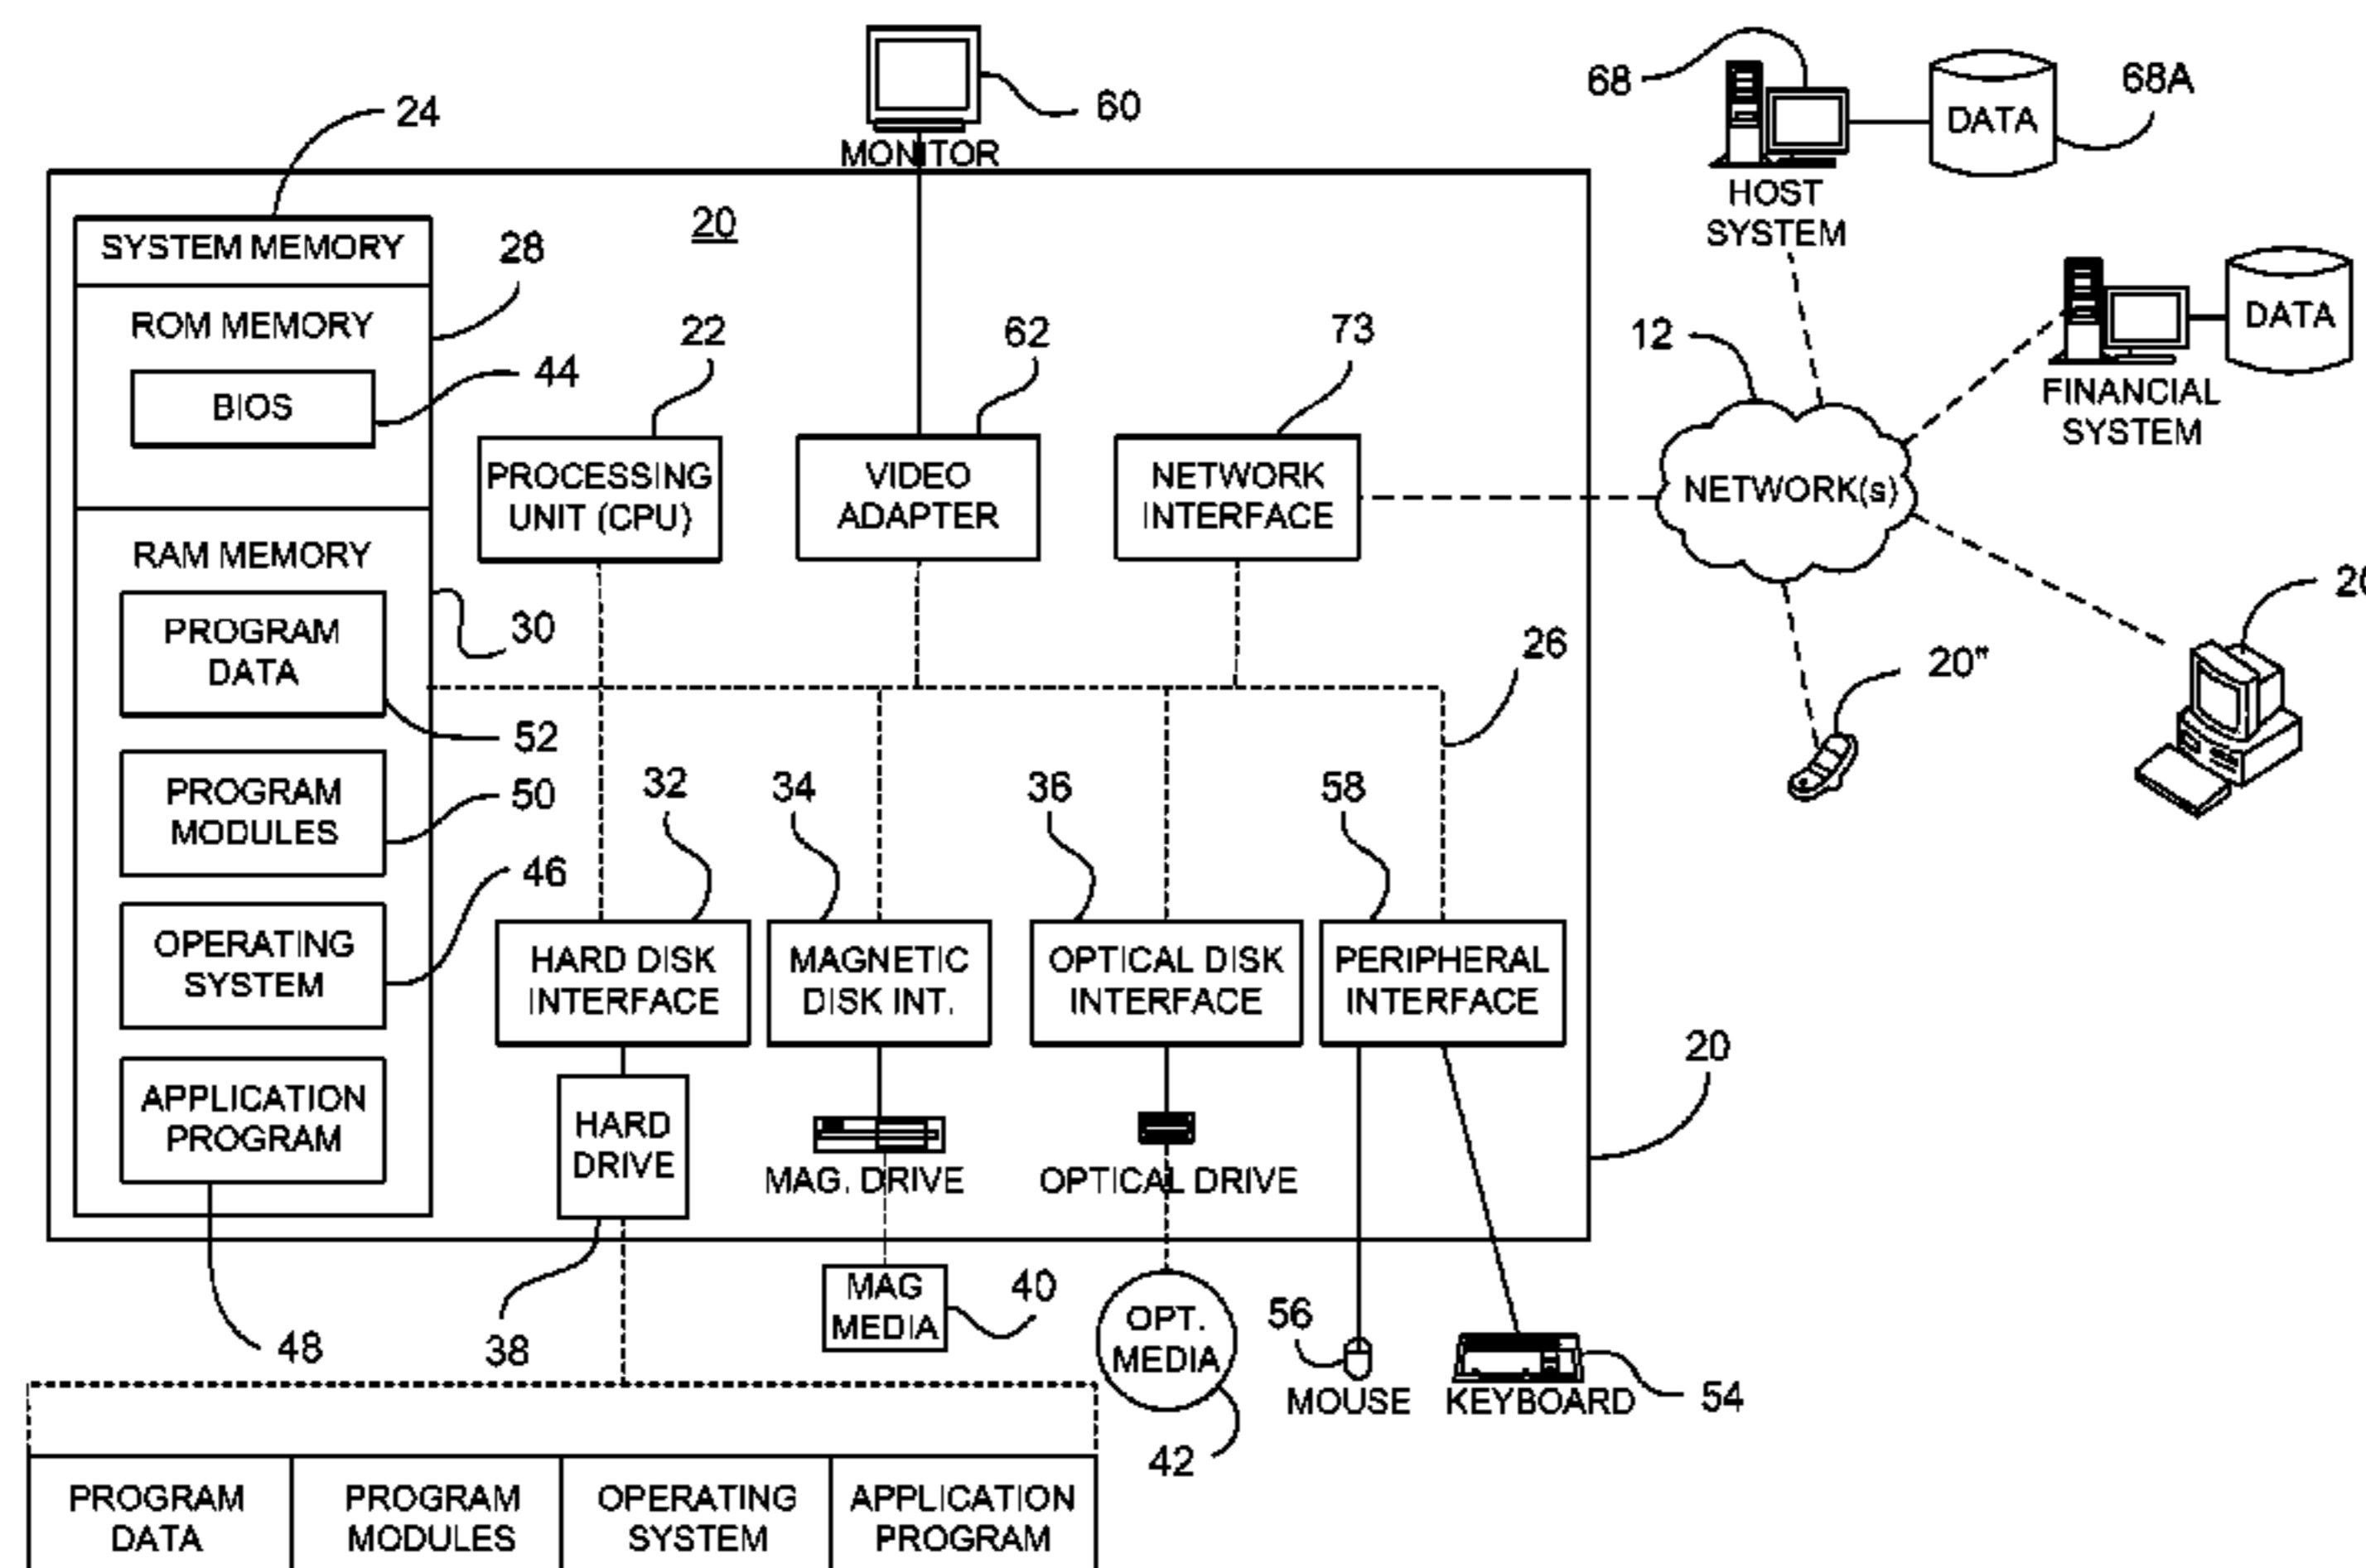 60
MONITOR
68
DATA
68A
HOST
SYSTEM
DATA
FINANCIAL
SYSTEM
12
NETWORK(s)
20"
24
20
SYSTEM MEMORY
28
ROM MEMORY
BIOS
44
RAM MEMORY
30
PROGRAM
DATA
52
PROGRAM
MODULES
50
OPERATING
SYSTEM
46
APPLICATION
PROGRAM
48
22
PROCESSING
UNIT (CPU)
62
VIDEO
ADAPTER
73
NETWORK
INTERFACE
26
32
HARD DISK
INTERFACE
34
MAGNETIC
DISK INT.
36
OPTICAL DISK
INTERFACE
58
PERIPHERAL
INTERFACE
20
HARD
DRIVE
38
MAG. DRIVE
OPTICAL DRIVE
MAG
MEDIA
40
OPT.
MEDIA
42
56
MOUSE
KEYBOARD
54
PROGRAM
DATA
PROGRAM
MODULES
OPERATING
SYSTEM
APPLICATION
PROGRAM